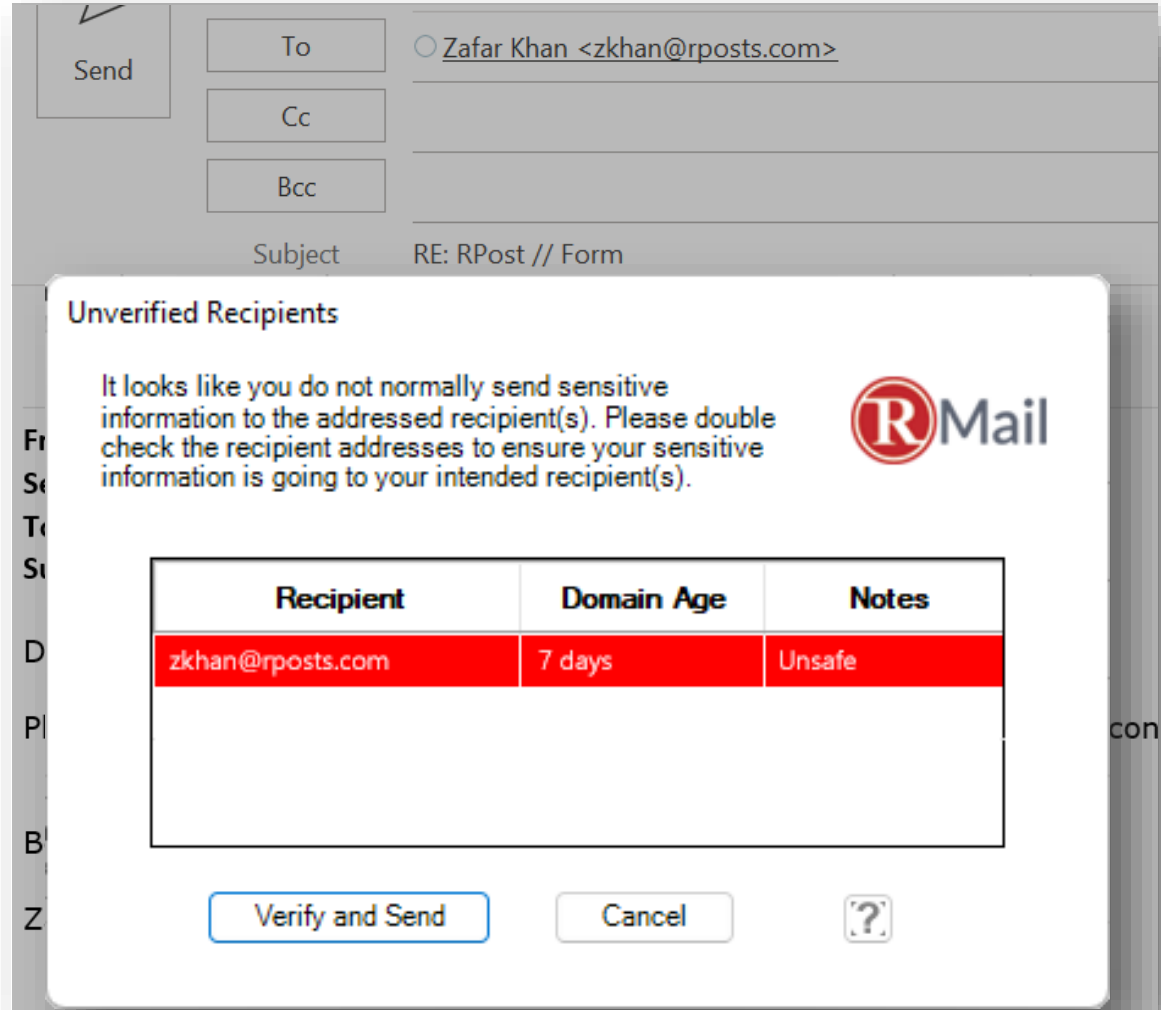 Send
To
Zafar Khan <zkhan@rposts.com>
Cc
Bcc
Subject
RE: RPost // Form
Unverified Recipients
It looks like you do not normally send sensitive
information to the addressed recipient(s). Please double
check the recipient addresses to ensure your sensitive
information is going to your intended recipient(s).
RMail
Recipient
Domain Age
Notes
zkhan@rposts.com
7 days
Unsafe
Verify and Send
Cancel
?